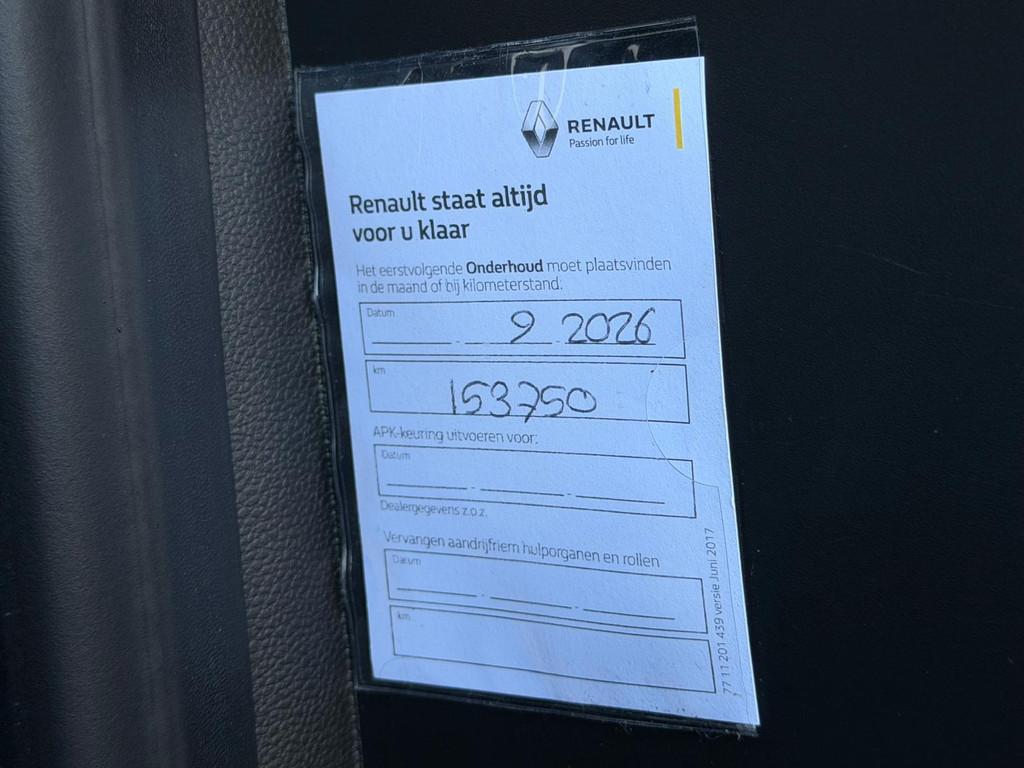 RENAULT
Passion for life
Renault staat altijd
voor u klaar
Het eerstvolgende Onderhoud moet plaatsvinden
in de maand of bij kilometerstand:
Datum
9 2026
km
153750
APK-keuring uitvoeren voor:
Datum
Dealergegevens z.o.z.
Vervangen aandrijfriem hulporganen en rollen
Datum
km
77 11 201 439 versie Juni 2017